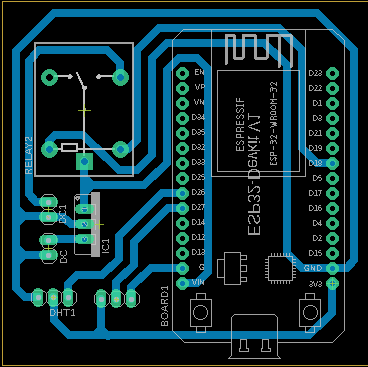 RELAY2
DC1
DC
IC1
DHT1
BOARD1
EN
VP
VN
D34
D35
D32
D33
D25
D26
D27
D14
D12
D13
G
VIN
ESPRESSIF
ESP-32-WROOM-32
ESP32-Devkit V1
D23
D22
D1
D3
D21
D19
D18
D5
D17
D16
D4
D2
D15
GND
3V3